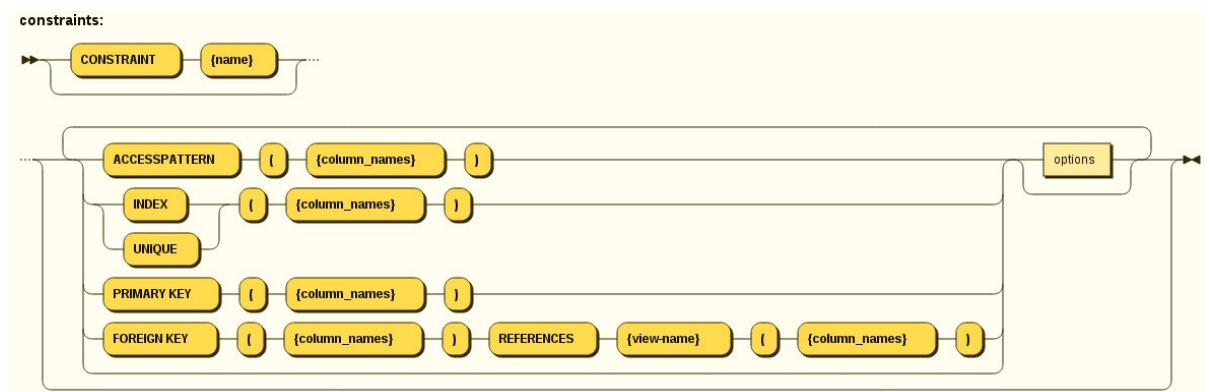 constraints:
CONSTRAINT {name}
ACCESSPATTERN ( {column_names} ) options
INDEX ( {column_names} )
UNIQUE
PRIMARY KEY ( {column_names} )
FOREIGN KEY ( {column_names} ) REFERENCES {view-name} ( {column_names} )